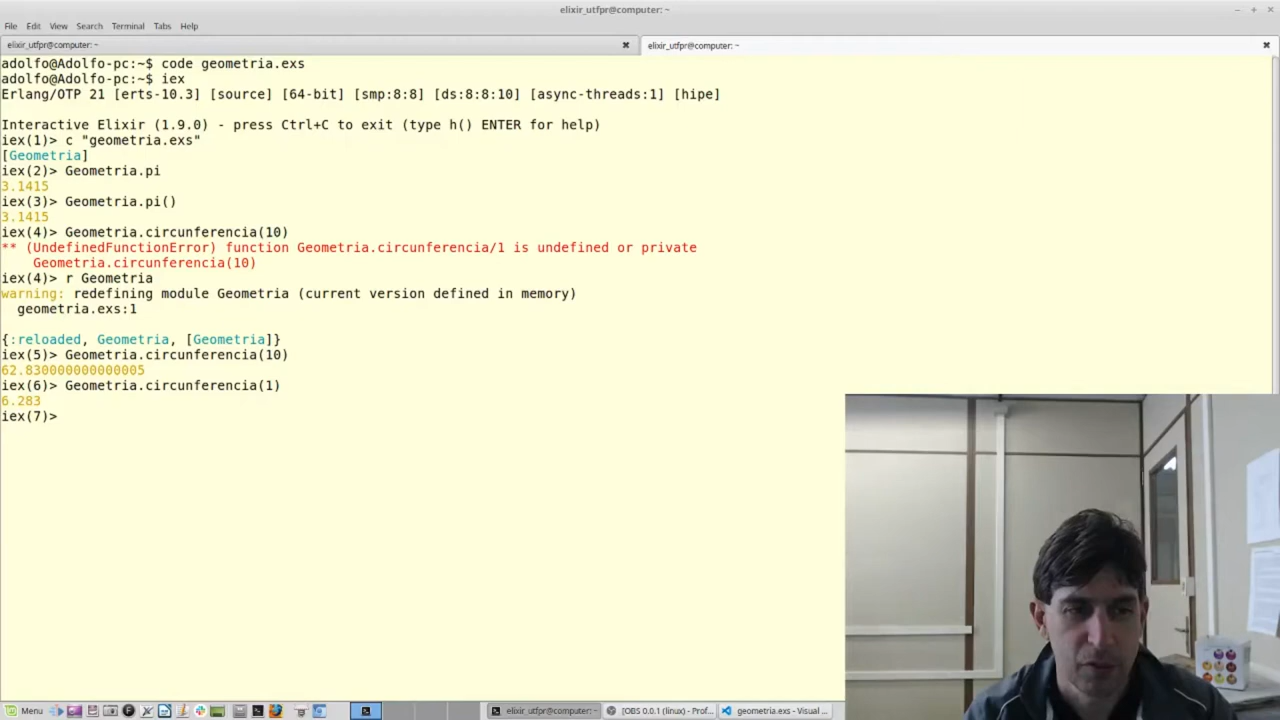 elixir_utfpr@computer: ~
File Edit View Search Terminal Tabs Help
elixir_utfpr@computer: ~
elixir_utfpr@computer: ~
adolfo@Adolfo-pc:~$ code geometria.exs
adolfo@Adolfo-pc:~$ iex
Erlang/OTP 21 [erts-10.3] [source] [64-bit] [smp:8:8] [ds:8:8:10] [async-threads:1] [hipe]
Interactive Elixir (1.9.0) - press Ctrl+C to exit (type h() ENTER for help)
iex(1)> c "geometria.exs"
[Geometria]
iex(2)> Geometria.pi
3.1415
iex(3)> Geometria.pi()
3.1415
iex(4)> Geometria.circunferencia(10)
** (UndefinedFunctionError) function Geometria.circunferencia/1 is undefined or private
Geometria.circunferencia(10)
iex(4)> r Geometria
warning: redefining module Geometria (current version defined in memory)
geometria.exs:1
{:reloaded, Geometria, [Geometria]}
iex(5)> Geometria.circunferencia(10)
62.830000000000005
iex(6)> Geometria.circunferencia(1)
6.283
iex(7)>
Menu
elixir_utfpr@computer: ~
[OBS 0.0.1 (linux) - Prof...
geometria.exs - Visual ...